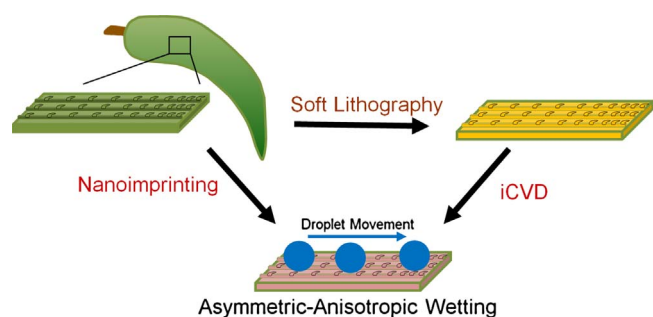 Soft Lithography
Nanoimprinting
iCVD
Droplet Movement
Asymmetric-Anisotropic Wetting